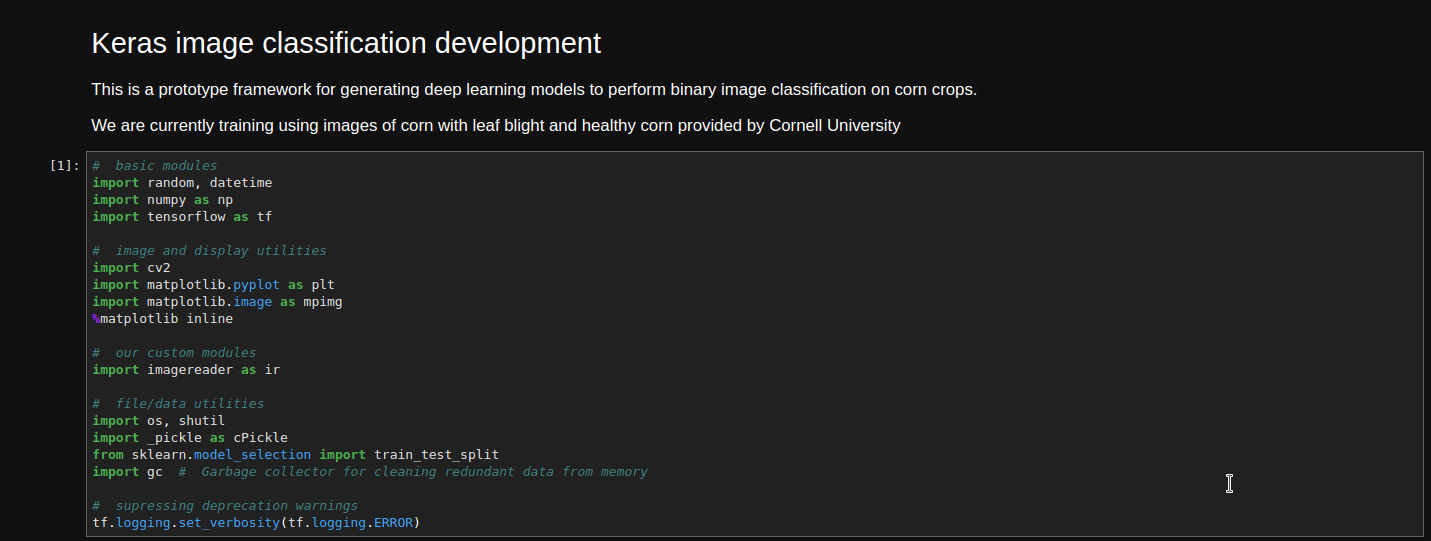 Keras image classification development
This is a prototype framework for generating deep learning models to perform binary image classification on corn crops.
We are currently training using images of corn with leaf blight and healthy corn provided by Cornell University
[1]: #  basic modules
import random, datetime
import numpy as np
import tensorflow as tf
#  image and display utilities
import cv2
import matplotlib.pyplot as plt
import matplotlib.image as mpimg
%matplotlib inline
#  our custom modules
import imagereader as ir
#  file/data utilities
import os, shutil
import _pickle as cPickle
from sklearn.model_selection import train_test_split
import gc  #  Garbage collector for cleaning redundant data from memory
#  supressing deprecation warnings
tf.logging.set_verbosity(tf.logging.ERROR)